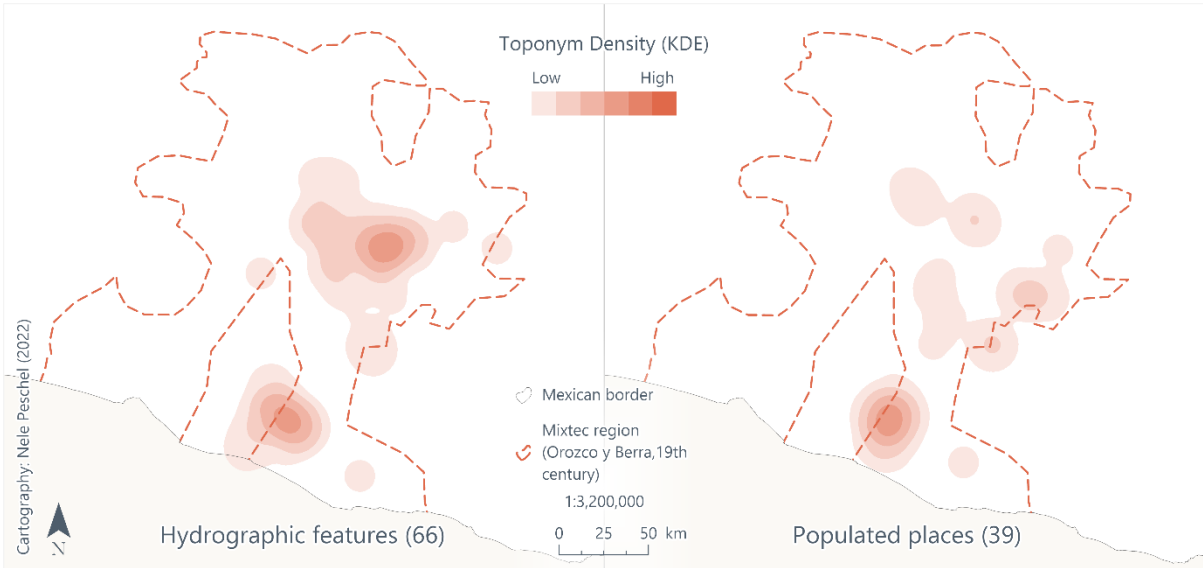 Toponym Density (KDE)
Low High
Mexican border
Mixtec region
(Orozco y Berra,19th
century)
1:3,200,000
0 25 50 km
Hydrographic features (66)
Populated places (39)
Cartography: Nele Peschel (2022)
N